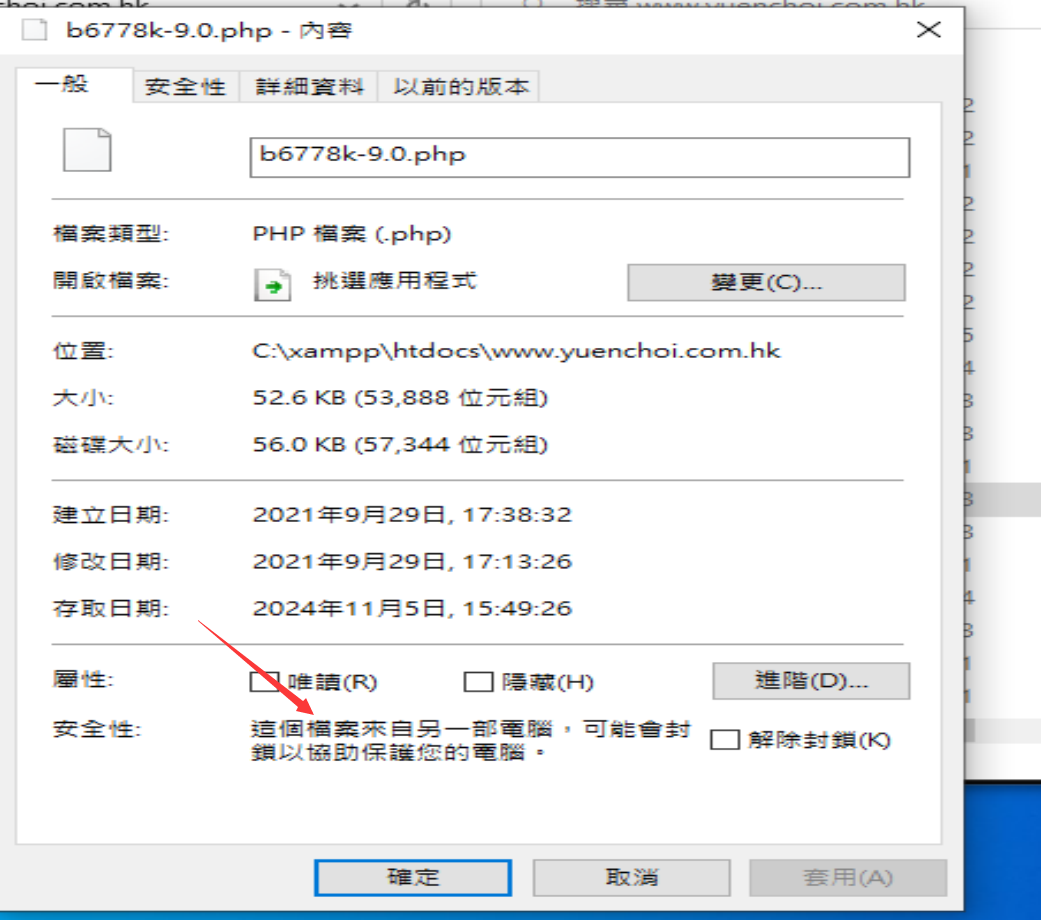 b6778k-9.0.php - 內容
一般
安全性
詳細資料
以前的版本
b6778k-9.0.php
檔案類型: PHP 檔案 (.php)
開啟檔案: 挑選應用程式 變更(C)...
位置: C:\xampp\htdocs\www.yuenchoi.com.hk
大小: 52.6 KB (53,888 位元組)
磁碟大小: 56.0 KB (57,344 位元組)
建立日期: 2021年9月29日, 17:38:32
修改日期: 2021年9月29日, 17:13:26
存取日期: 2024年11月5日, 15:49:26
屬性: 唯讀(R) 隱藏(H) 進階(D)...
安全性: 這個檔案來自另一部電腦，可能會封
鎖以協助保護您的電腦。
解除封鎖(K)
確定 取消 套用(A)